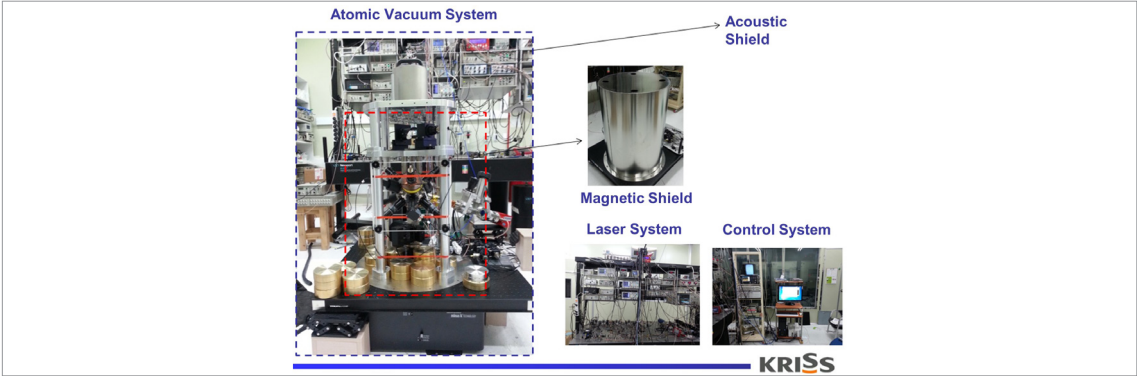 Atomic Vacuum System
Acoustic
Shield
Magnetic Shield
Laser System
Control System
KRISS